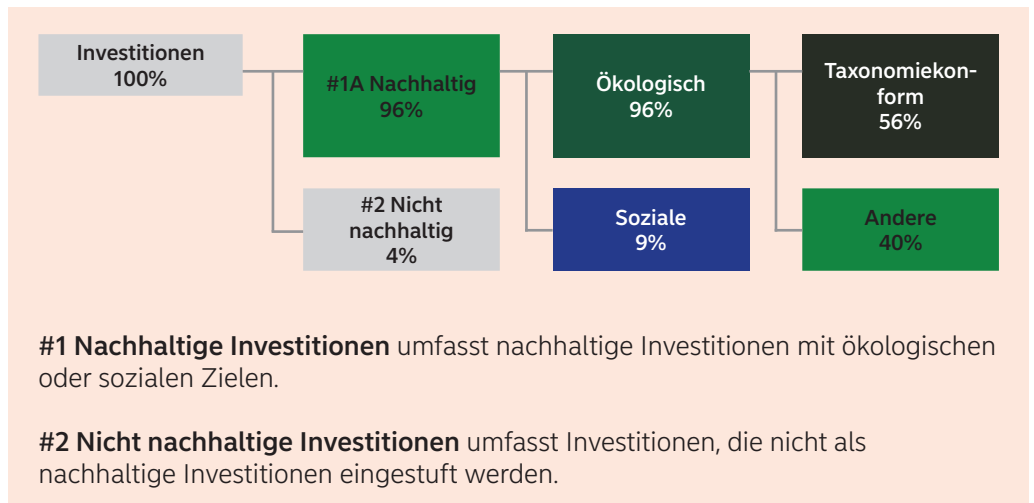 Investitionen
100%
#1A Nachhaltig
96%
Ökologisch
96%
Taxonomiekon-
form
56%
#2 Nicht
nachhaltig
4%
Soziale
9%
Andere
40%
#1 Nachhaltige Investitionen umfasst nachhaltige Investitionen mit ökologischen
oder sozialen Zielen.
#2 Nicht nachhaltige Investitionen umfasst Investitionen, die nicht als
nachhaltige Investitionen eingestuft werden.